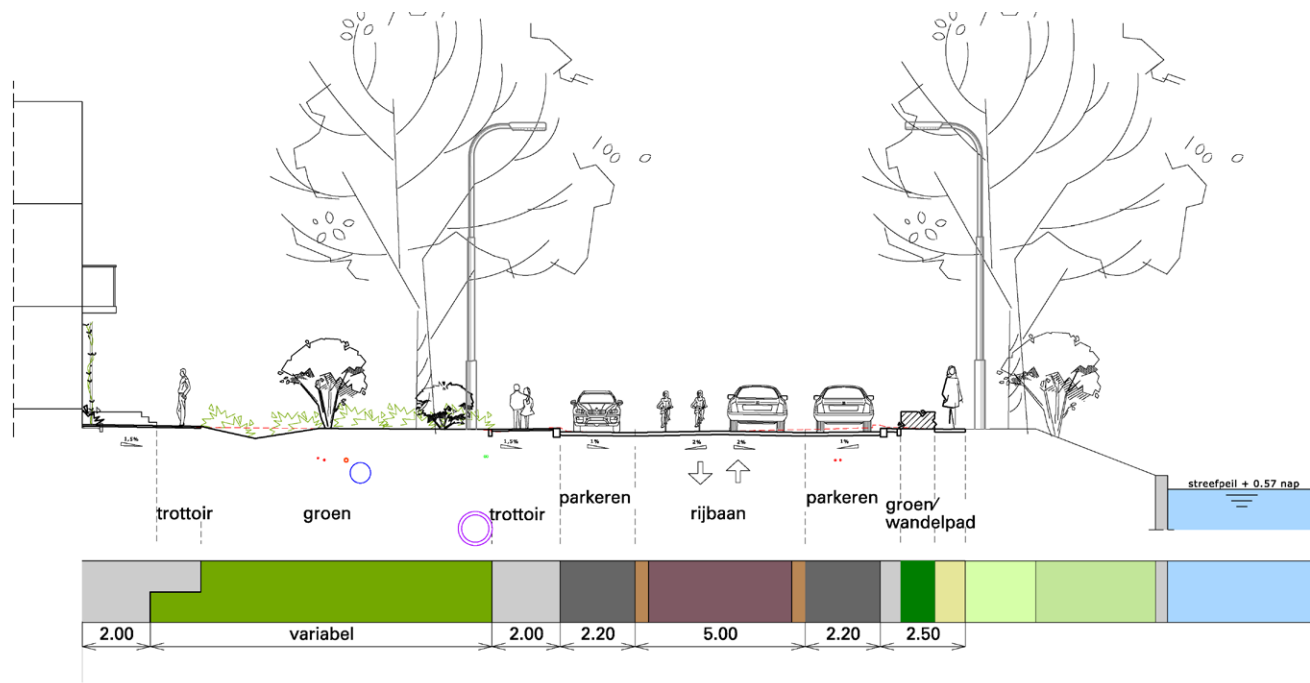 1,5%
1,5%
1%
2%
2%
1%
streefpeil + 0.57 nap
trottoir
groen
trottoir
parkeren
rijbaan
parkeren
groen/
wandelpad
2.00
variabel
2.00
2.20
5.00
2.20
2.50